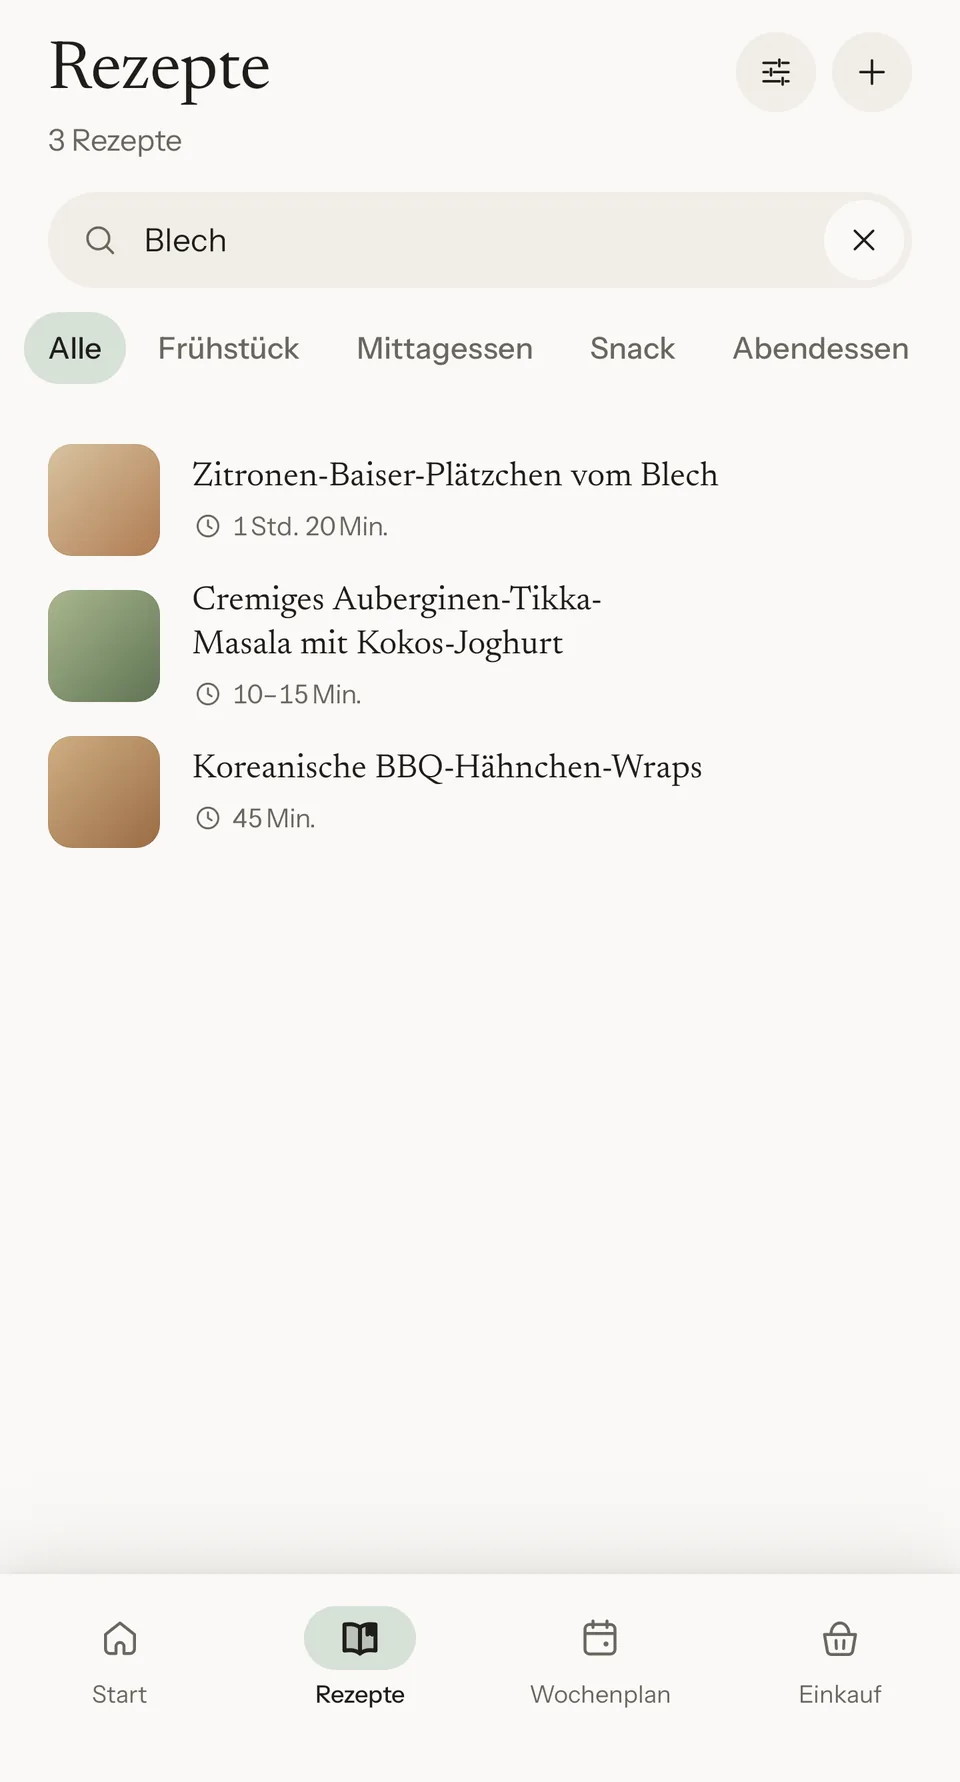 Rezepte
3 Rezepte
Blech
Alle
Frühstück
Mittagessen
Snack
Abendessen
Zitronen-Baiser-Plätzchen vom Blech
1 Std. 20 Min.
Cremiges Auberginen-Tikka-
Masala mit Kokos-Joghurt
10–15 Min.
Koreanische BBQ-Hähnchen-Wraps
45 Min.
Start
Rezepte
Wochenplan
Einkauf